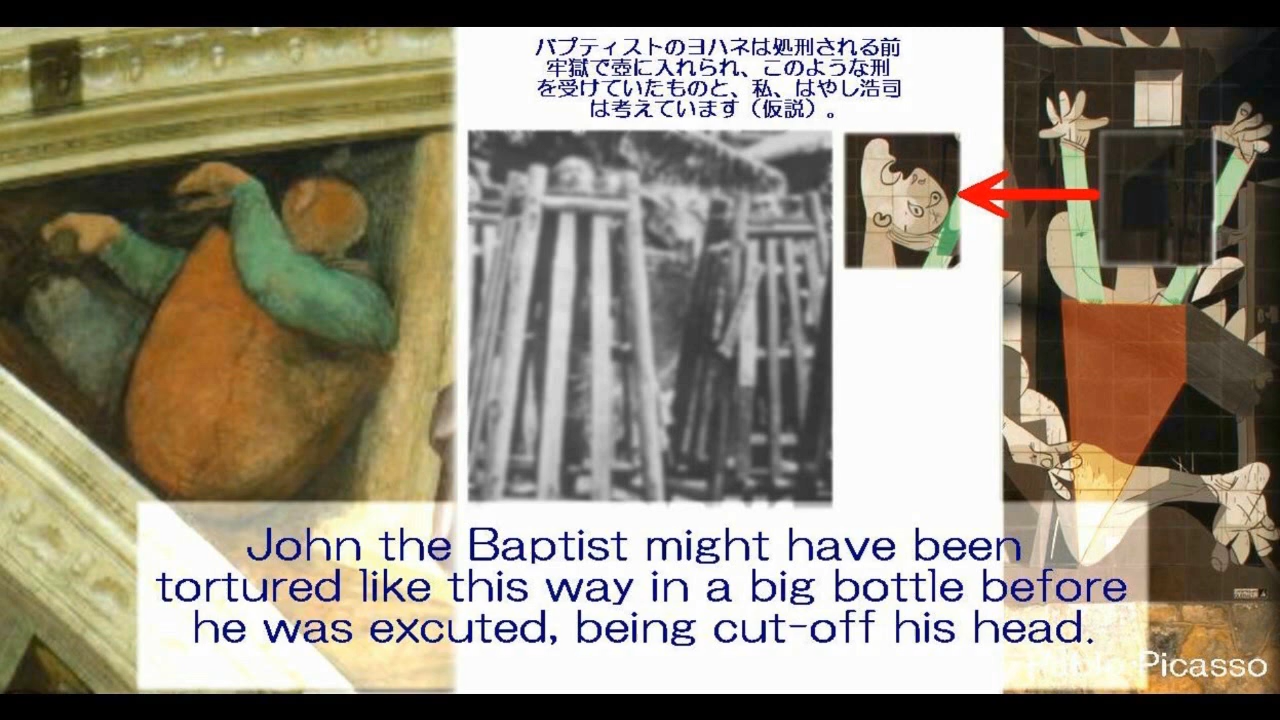 バプティストのヨハネは処刑される前
牢獄で壺に入れられ、このような刑
を受けていたものと、私、はやし浩司
は考えています（仮説）。
John the Baptist might have been
tortured like this way in a big bottle before
he was excuted, being cut-off his head.
Picasso